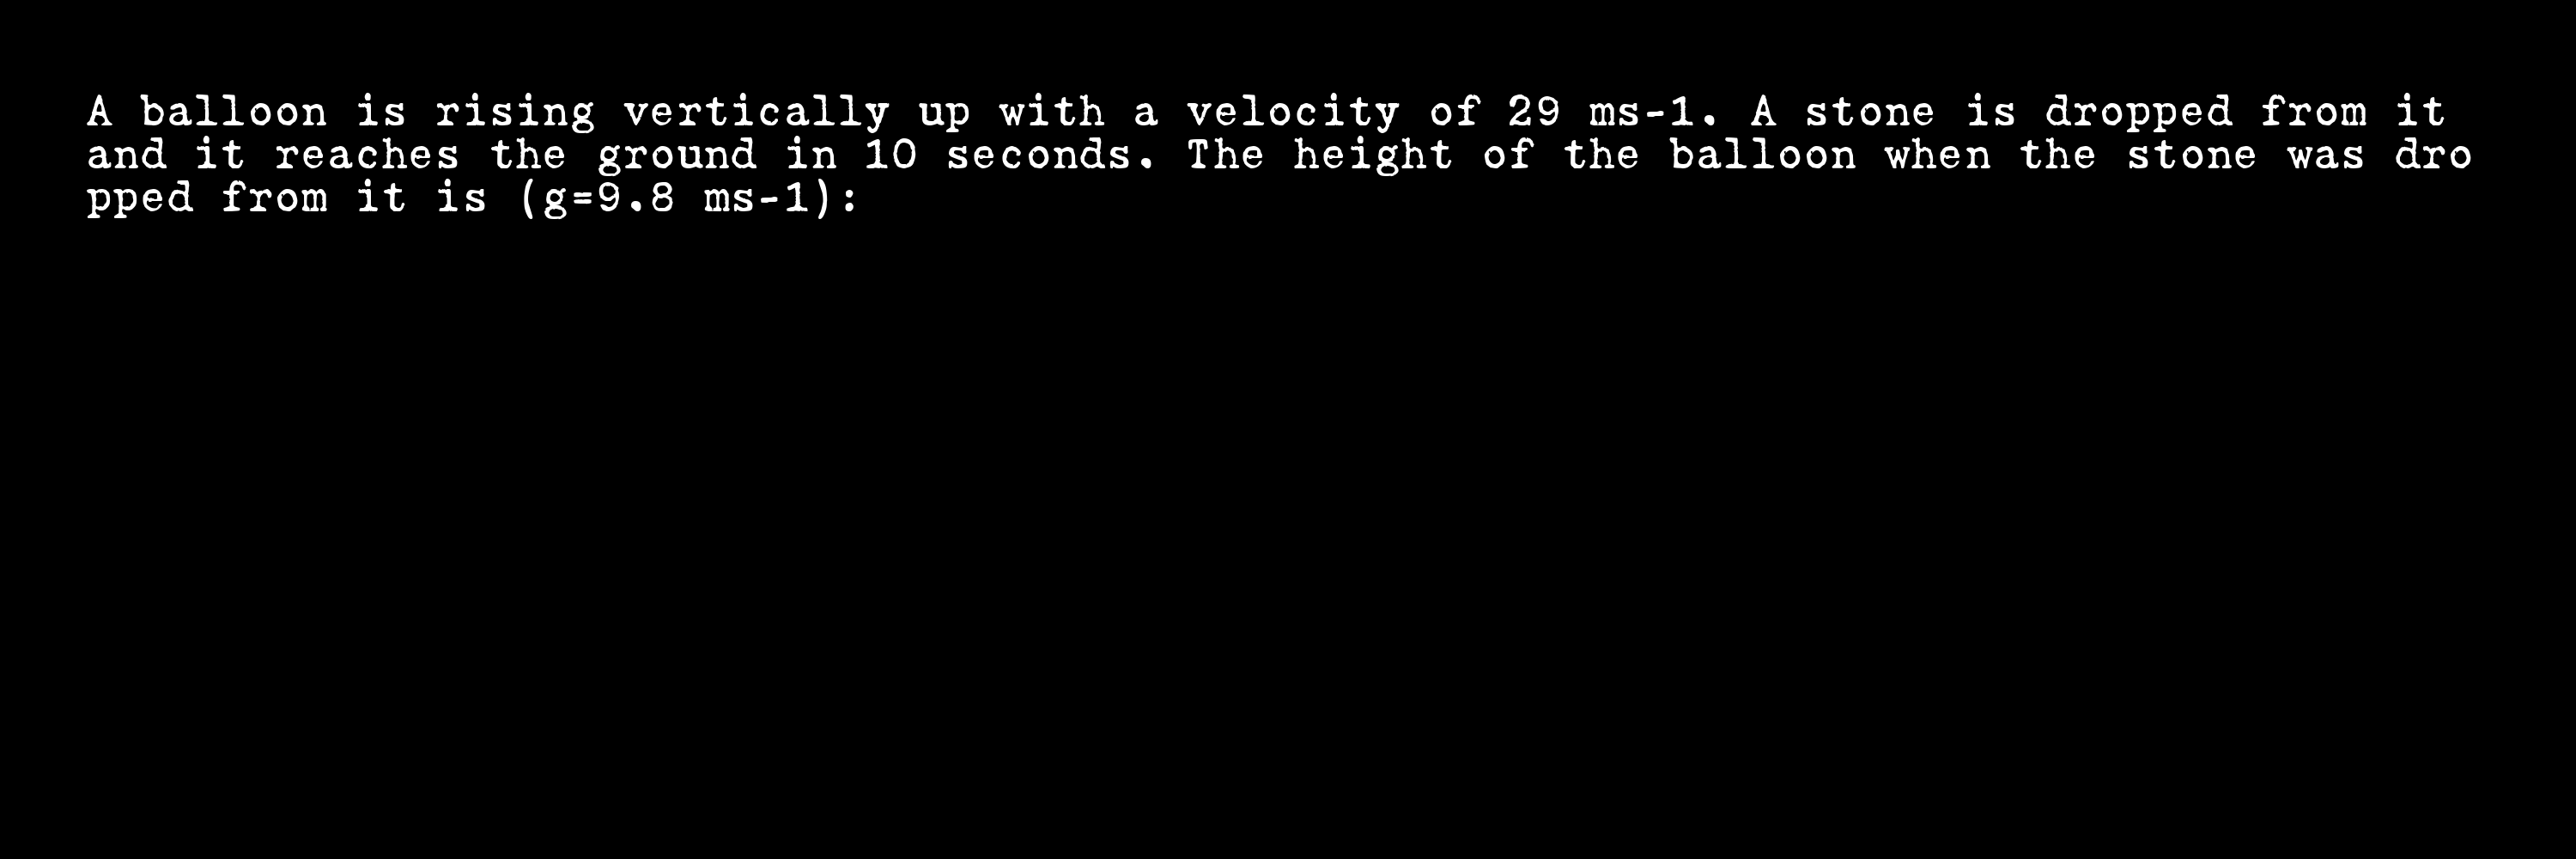 A balloon is rising vertically up with a velocity of 29 ms-1. A stone is dropped from it
and it reaches the ground in 10 seconds. The height of the balloon when the stone was dro
pped from it is (g=9.8 ms-1):